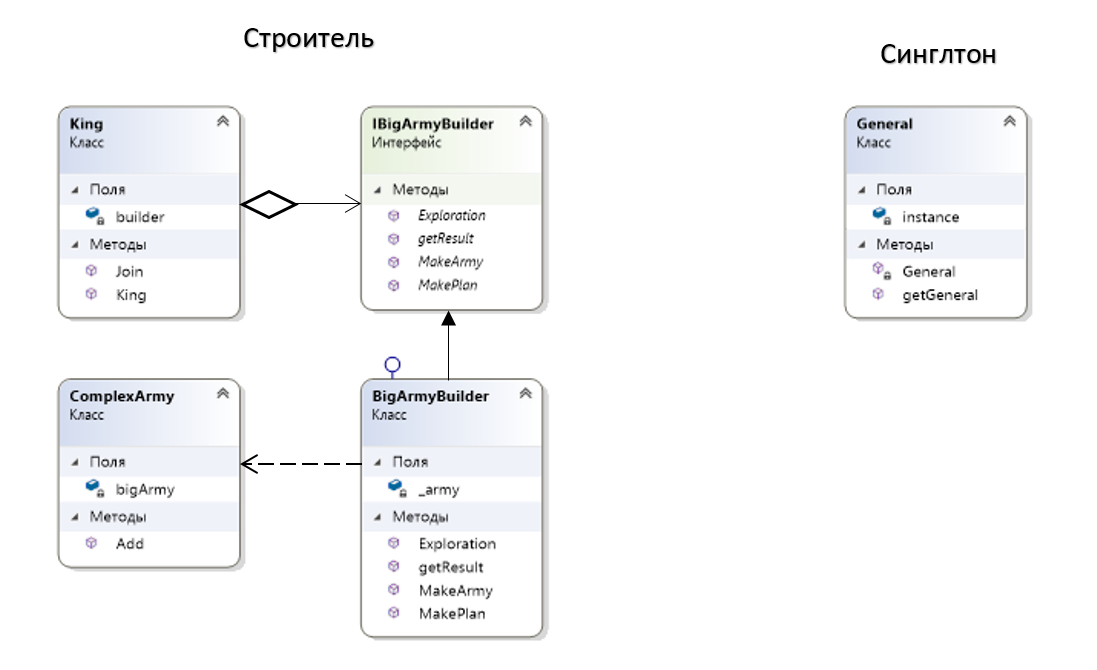 Строитель
Синглтон
King
Класс
Поля
builder
Методы
Join
King
IBigArmyBuilder
Интерфейс
Методы
Exploration
getResult
MakeArmy
MakePlan
General
Класс
Поля
instance
Методы
General
getGeneral
ComplexArmy
Класс
Поля
bigArmy
Методы
Add
BigArmyBuilder
Класс
Поля
_army
Методы
Exploration
getResult
MakeArmy
MakePlan